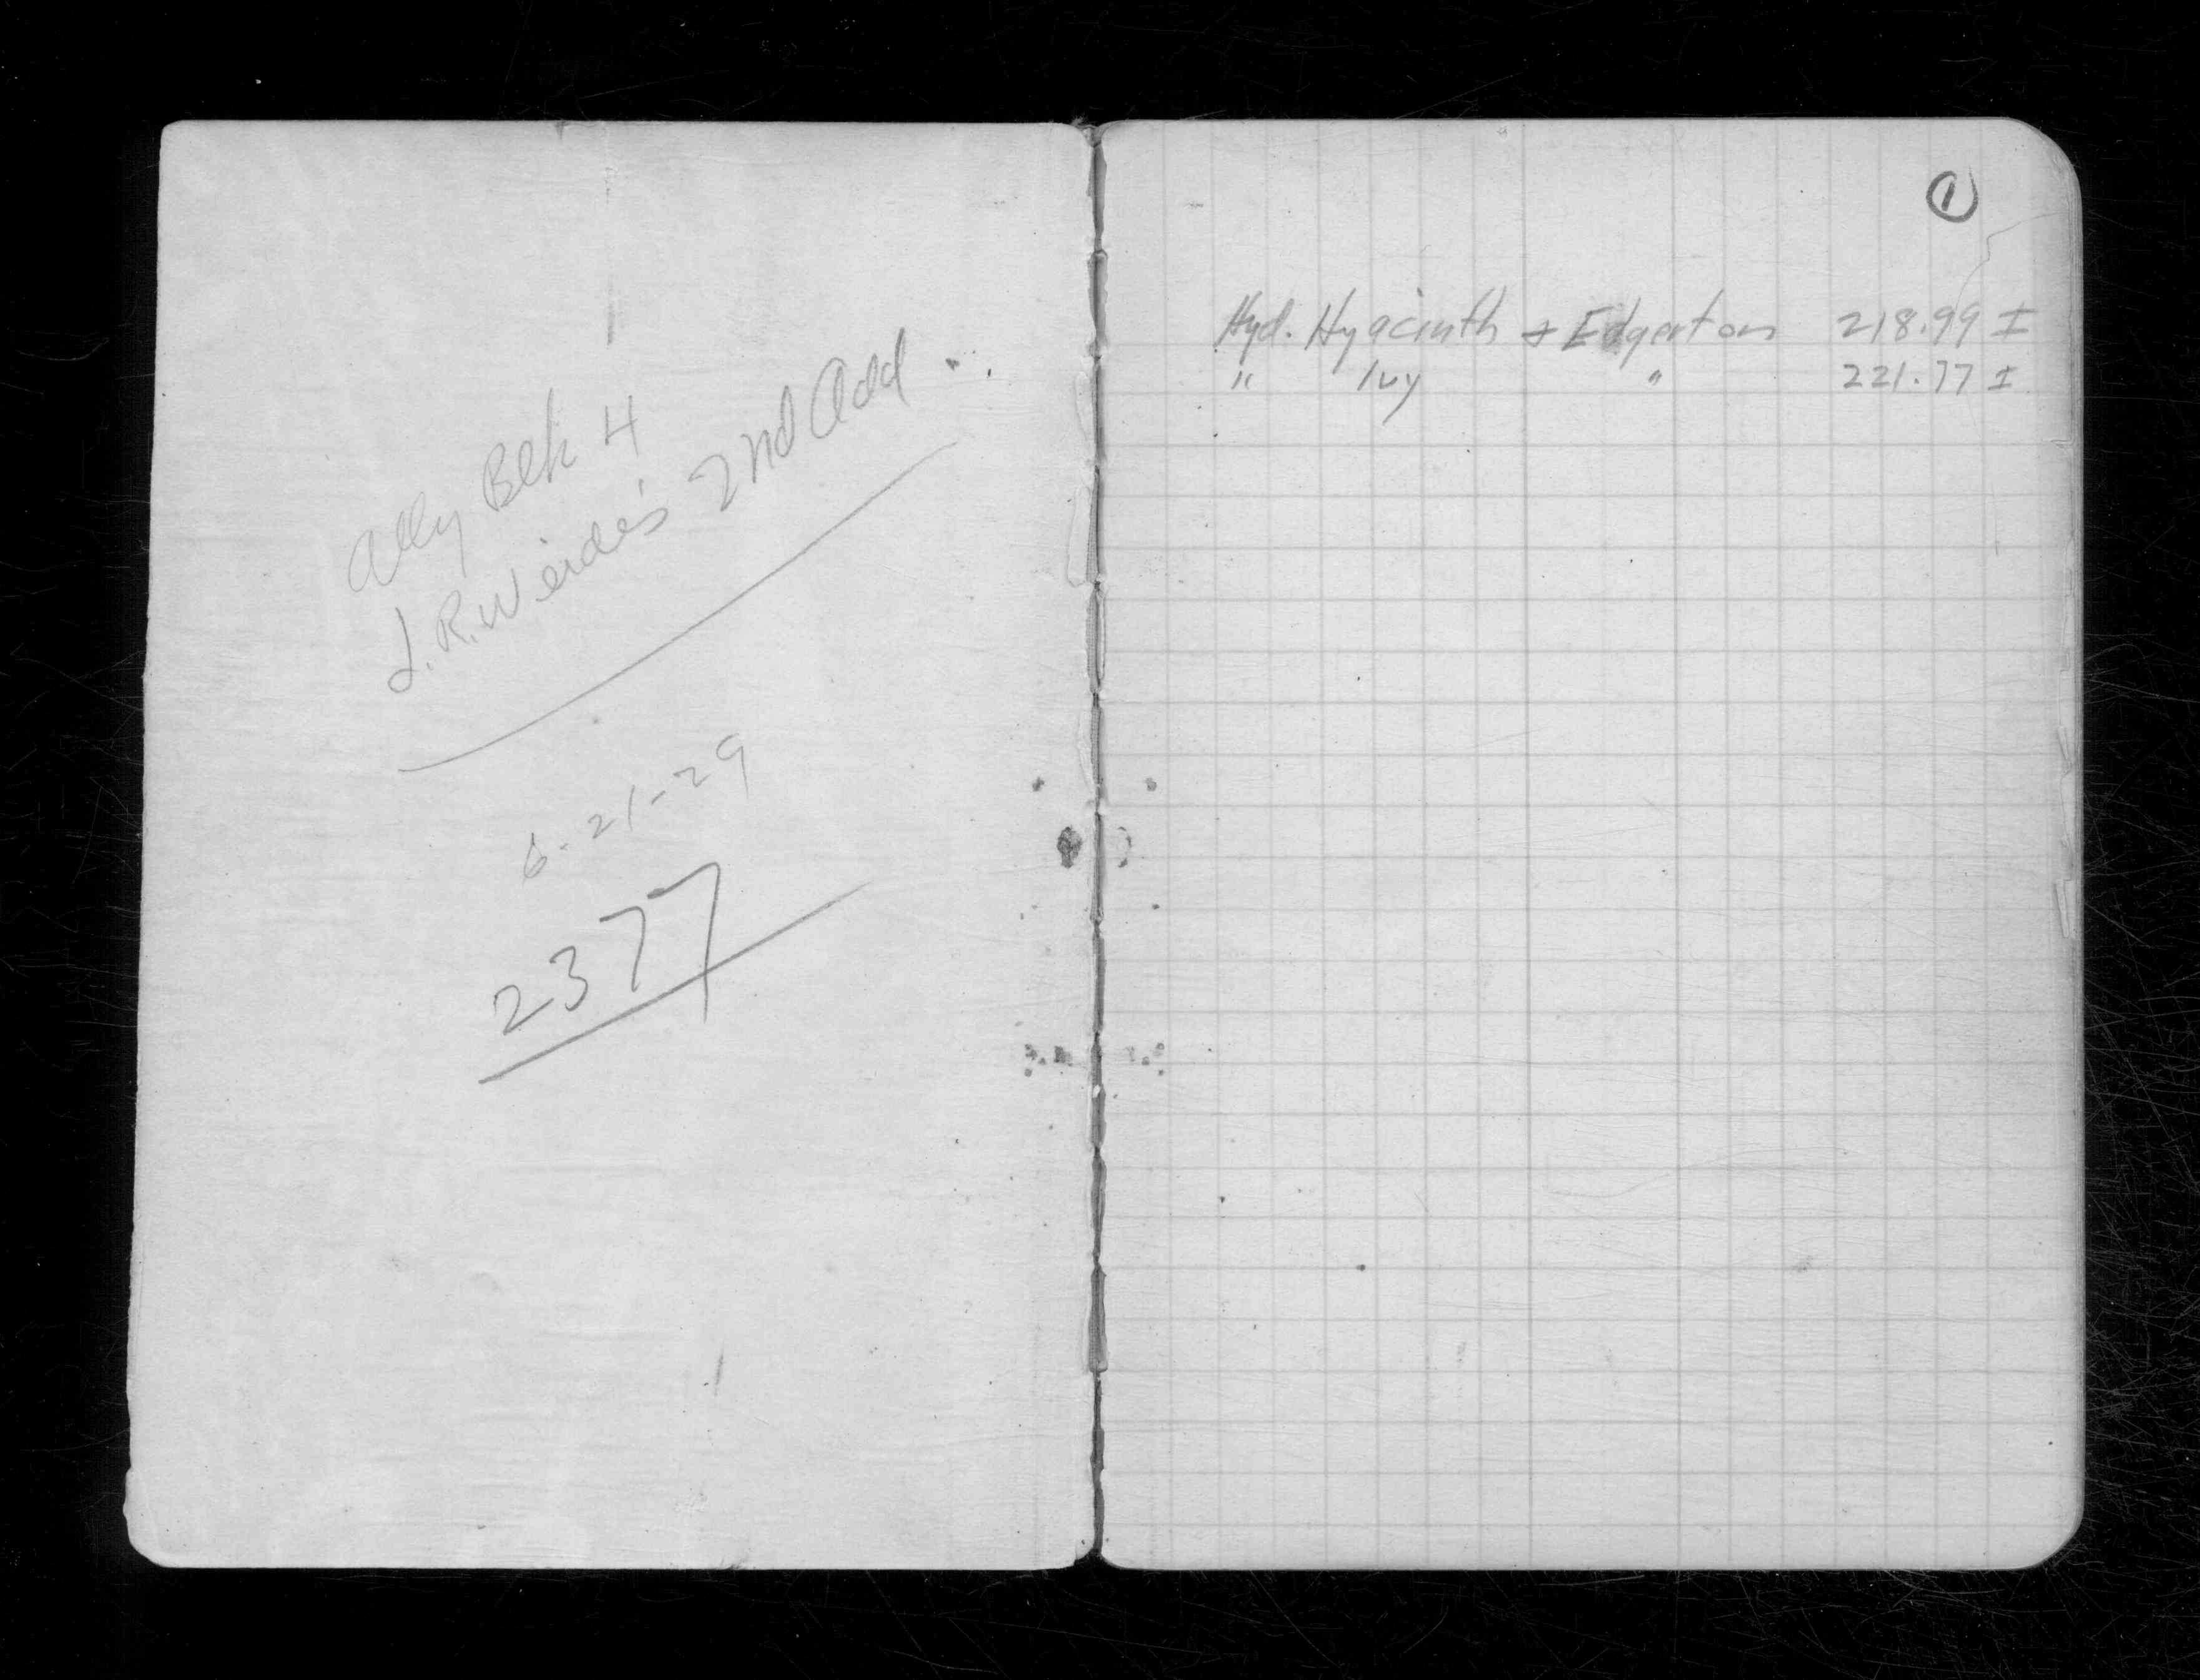 Ally Blk 4
J.R. Weide's 2nd Add.
6-21-29
2377
1
Hyd. Hyacinth + Edgerton 218.99 I
" Ivy " 221.77 I